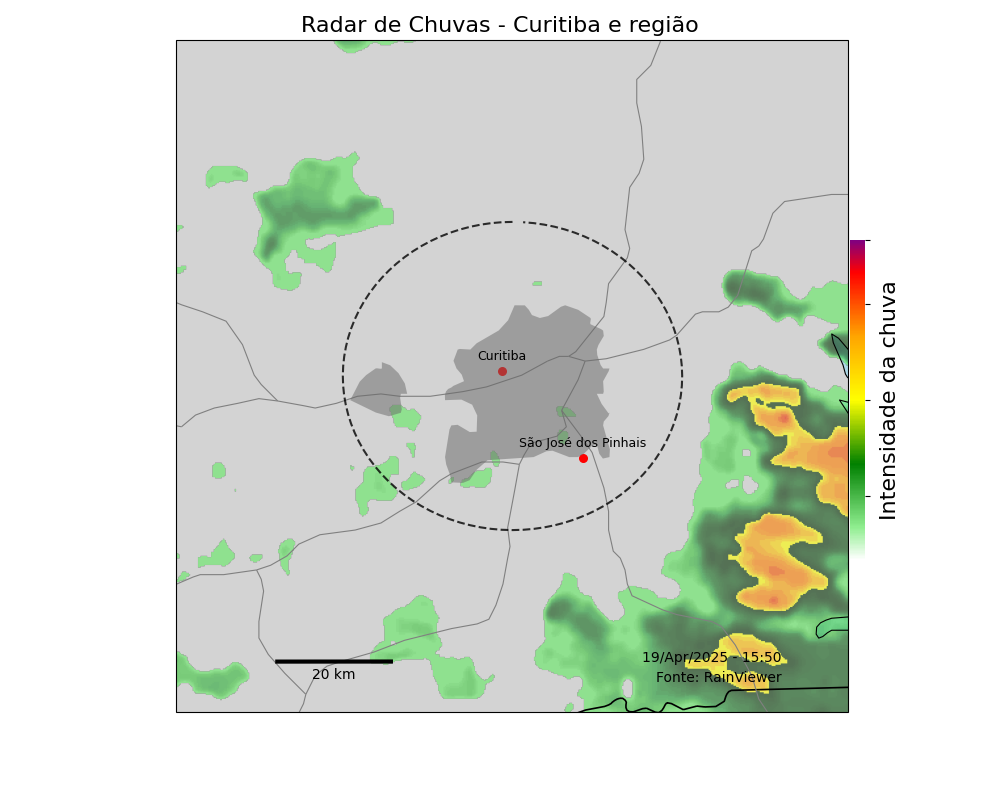 Radar de Chuvas - Curitiba e região
Curitiba
São José dos Pinhais
Intensidade da chuva
19/Apr/2025 - 15:50
Fonte: RainViewer
20 km